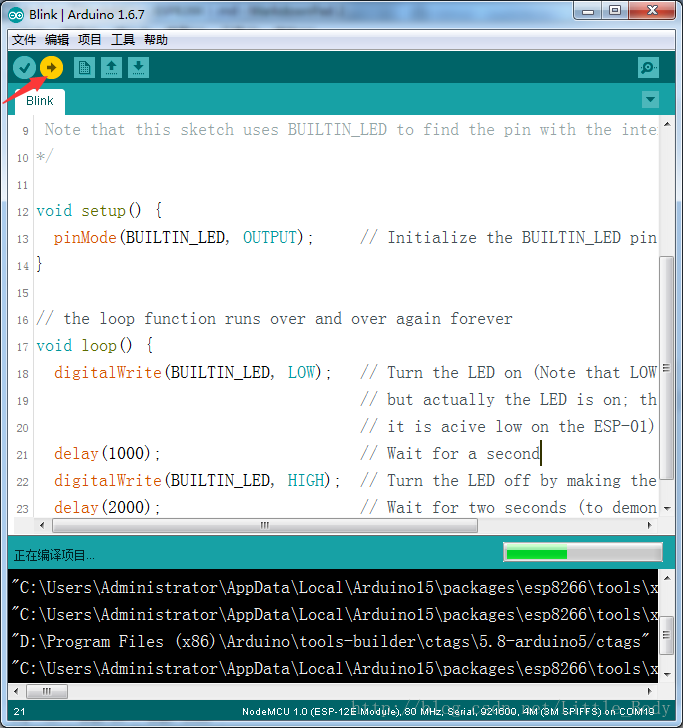 Blink | Arduino 1.6.7
文件 编辑 项目 工具 帮助
Blink
9 Note that this sketch uses BUILTIN_LED to find the pin with the inte
10 */
11
12 void setup() {
13 pinMode(BUILTIN_LED, OUTPUT); // Initialize the BUILTIN_LED pin
14 }
15
16 // the loop function runs over and over again forever
17 void loop() {
18 digitalWrite(BUILTIN_LED, LOW); // Turn the LED on (Note that LOW
19 // but actually the LED is on; th
20 // it is acive low on the ESP-01)
21 delay(1000); // Wait for a second
22 digitalWrite(BUILTIN_LED, HIGH); // Turn the LED off by making the
23 delay(2000); // Wait for two seconds (to demon
正在编译项目...
"C:\Users\Administrator\AppData\Local\Arduino15\packages\esp8266\tools\x
"C:\Users\Administrator\AppData\Local\Arduino15\packages\esp8266\tools\x
"D:\Program Files (x86)\Arduino\tools-builder\ctags\5.8-arduino5/ctags"
"C:\Users\Administrator\AppData\Local\Arduino15\packages\esp8266\tools\x
21 NodeMCU 1.0 (ESP-12E Module), 80 MHz, Serial, 921600, 4M (3M SPIFFS) on COM19
http://blog.csdn.net/Little_Body